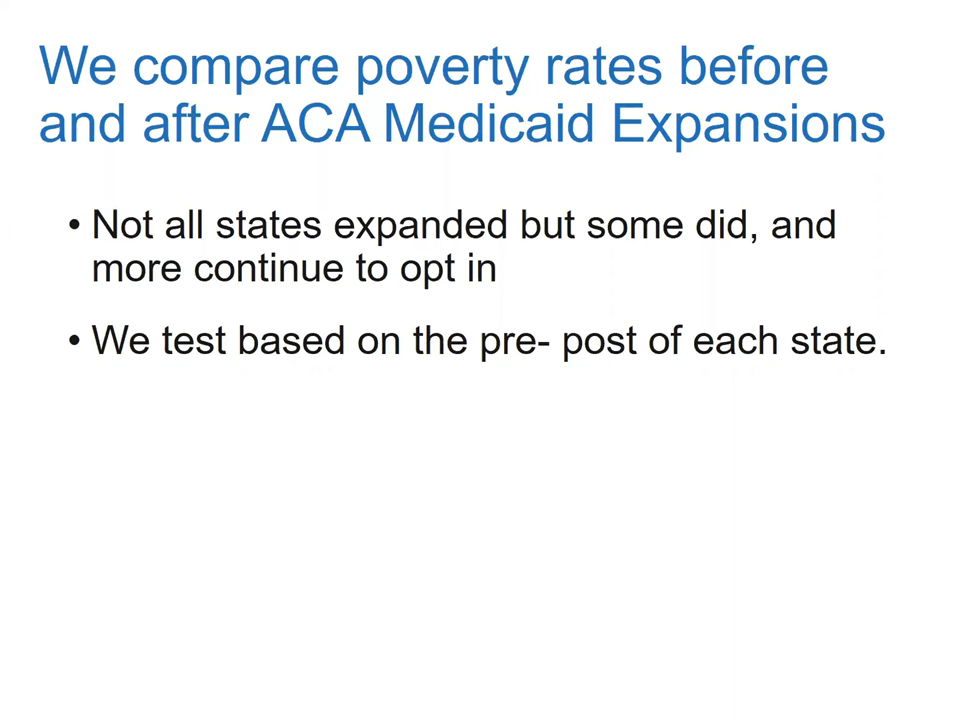 We compare poverty rates before
and after ACA Medicaid Expansions
• Not all states expanded but some did, and
more continue to opt in
• We test based on the pre- post of each state.